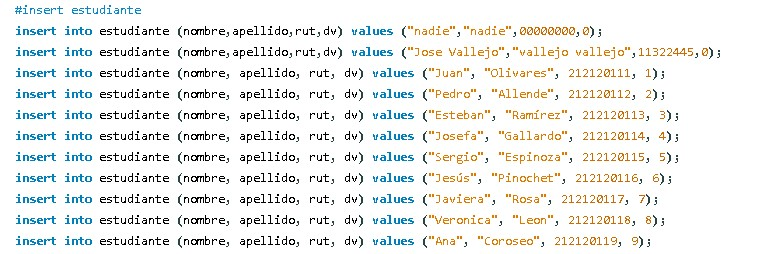 #insert estudiante
insert into estudiante (nombre,apellido,rut,dv) values ("nadie","nadie",00000000,0);
insert into estudiante (nombre,apellido,rut,dv) values ("Jose Vallejo","vallejo vallejo",11322445,0);
insert into estudiante (nombre, apellido, rut, dv) values ("Juan", "Olivares", 212120111, 1);
insert into estudiante (nombre, apellido, rut, dv) values ("Pedro", "Allende", 212120112, 2);
insert into estudiante (nombre, apellido, rut, dv) values ("Esteban", "Ramírez", 212120113, 3);
insert into estudiante (nombre, apellido, rut, dv) values ("Josefa", "Gallardo", 212120114, 4);
insert into estudiante (nombre, apellido, rut, dv) values ("Sergio", "Espinoza", 212120115, 5);
insert into estudiante (nombre, apellido, rut, dv) values ("Jesús", "Pinochet", 212120116, 6);
insert into estudiante (nombre, apellido, rut, dv) values ("Javiera", "Rosa", 212120117, 7);
insert into estudiante (nombre, apellido, rut, dv) values ("Veronica", "Leon", 212120118, 8);
insert into estudiante (nombre, apellido, rut, dv) values ("Ana", "Coroseo", 212120119, 9);